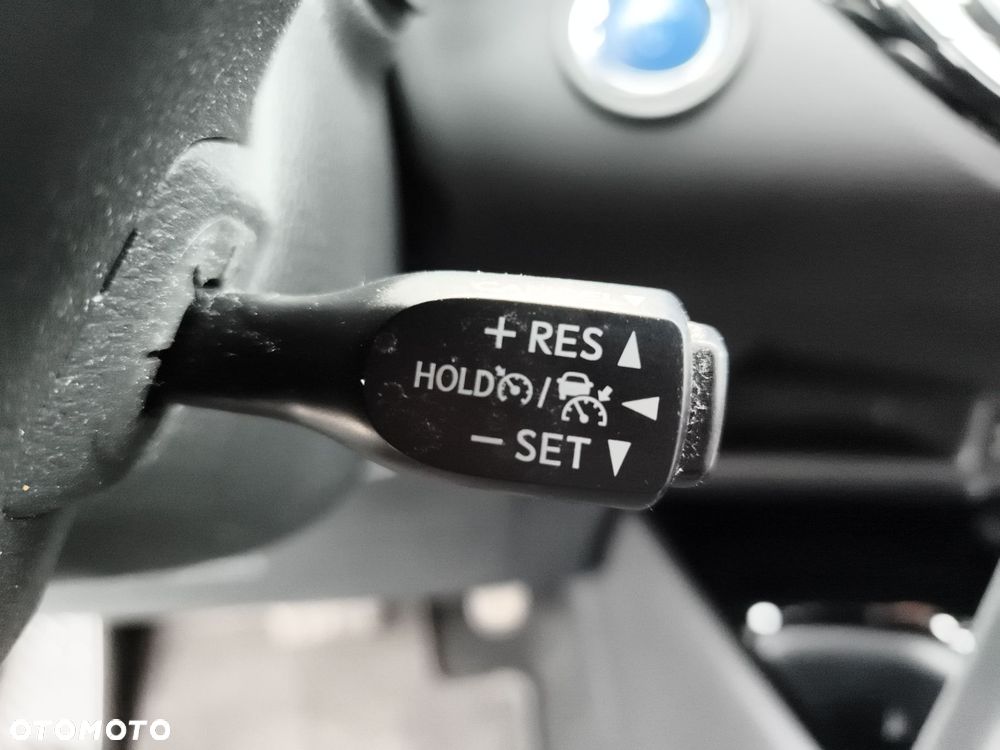 + RES ▲
HOLD / ◀
− SET ▼
OTOMOTO